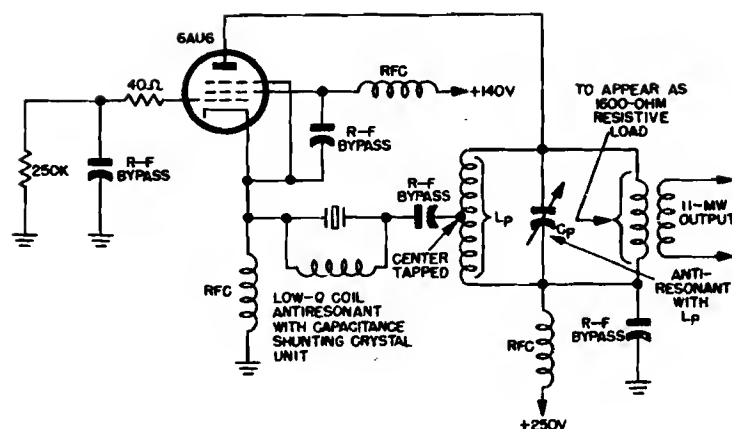 6AU6
RFC
40Ω
+140V
TO APPEAR AS
1600-OHM
RESISTIVE
LOAD
R-F
BYPASS
250K
R-F
BYPASS
R-F
BYPASS
Lp
Cp
11-MW
OUTPUT
CENTER
TAPPED
ANTI-
RESONANT
WITH
Lp
RFC
LOW-Q COIL
ANTIRESONANT
WITH CAPACITANCE
SHUNTING CRYSTAL
UNIT
R-F
BYPASS
RFC
+250V